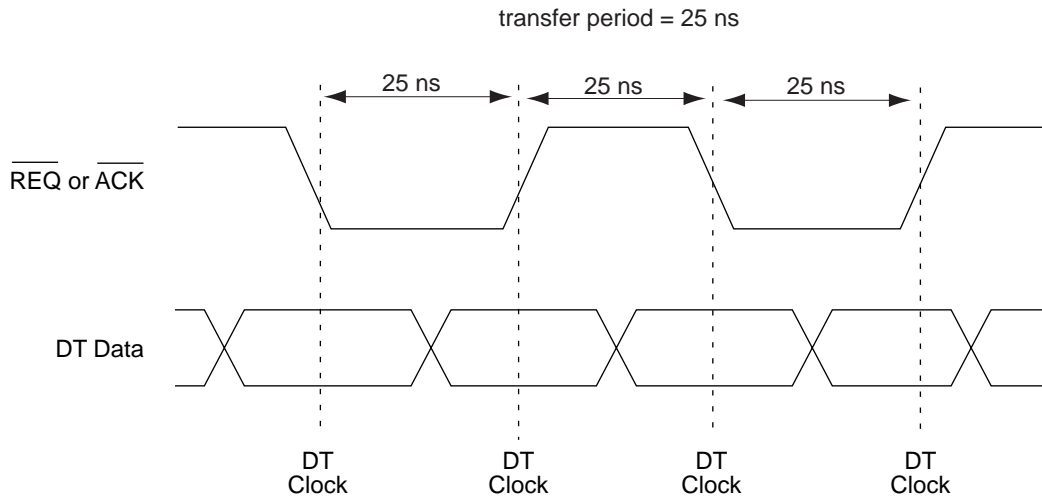 transfer period = 25 ns
25 ns 25 ns 25 ns
REQ or ACK
DT Data
DT DT DT DT
Clock Clock Clock Clock